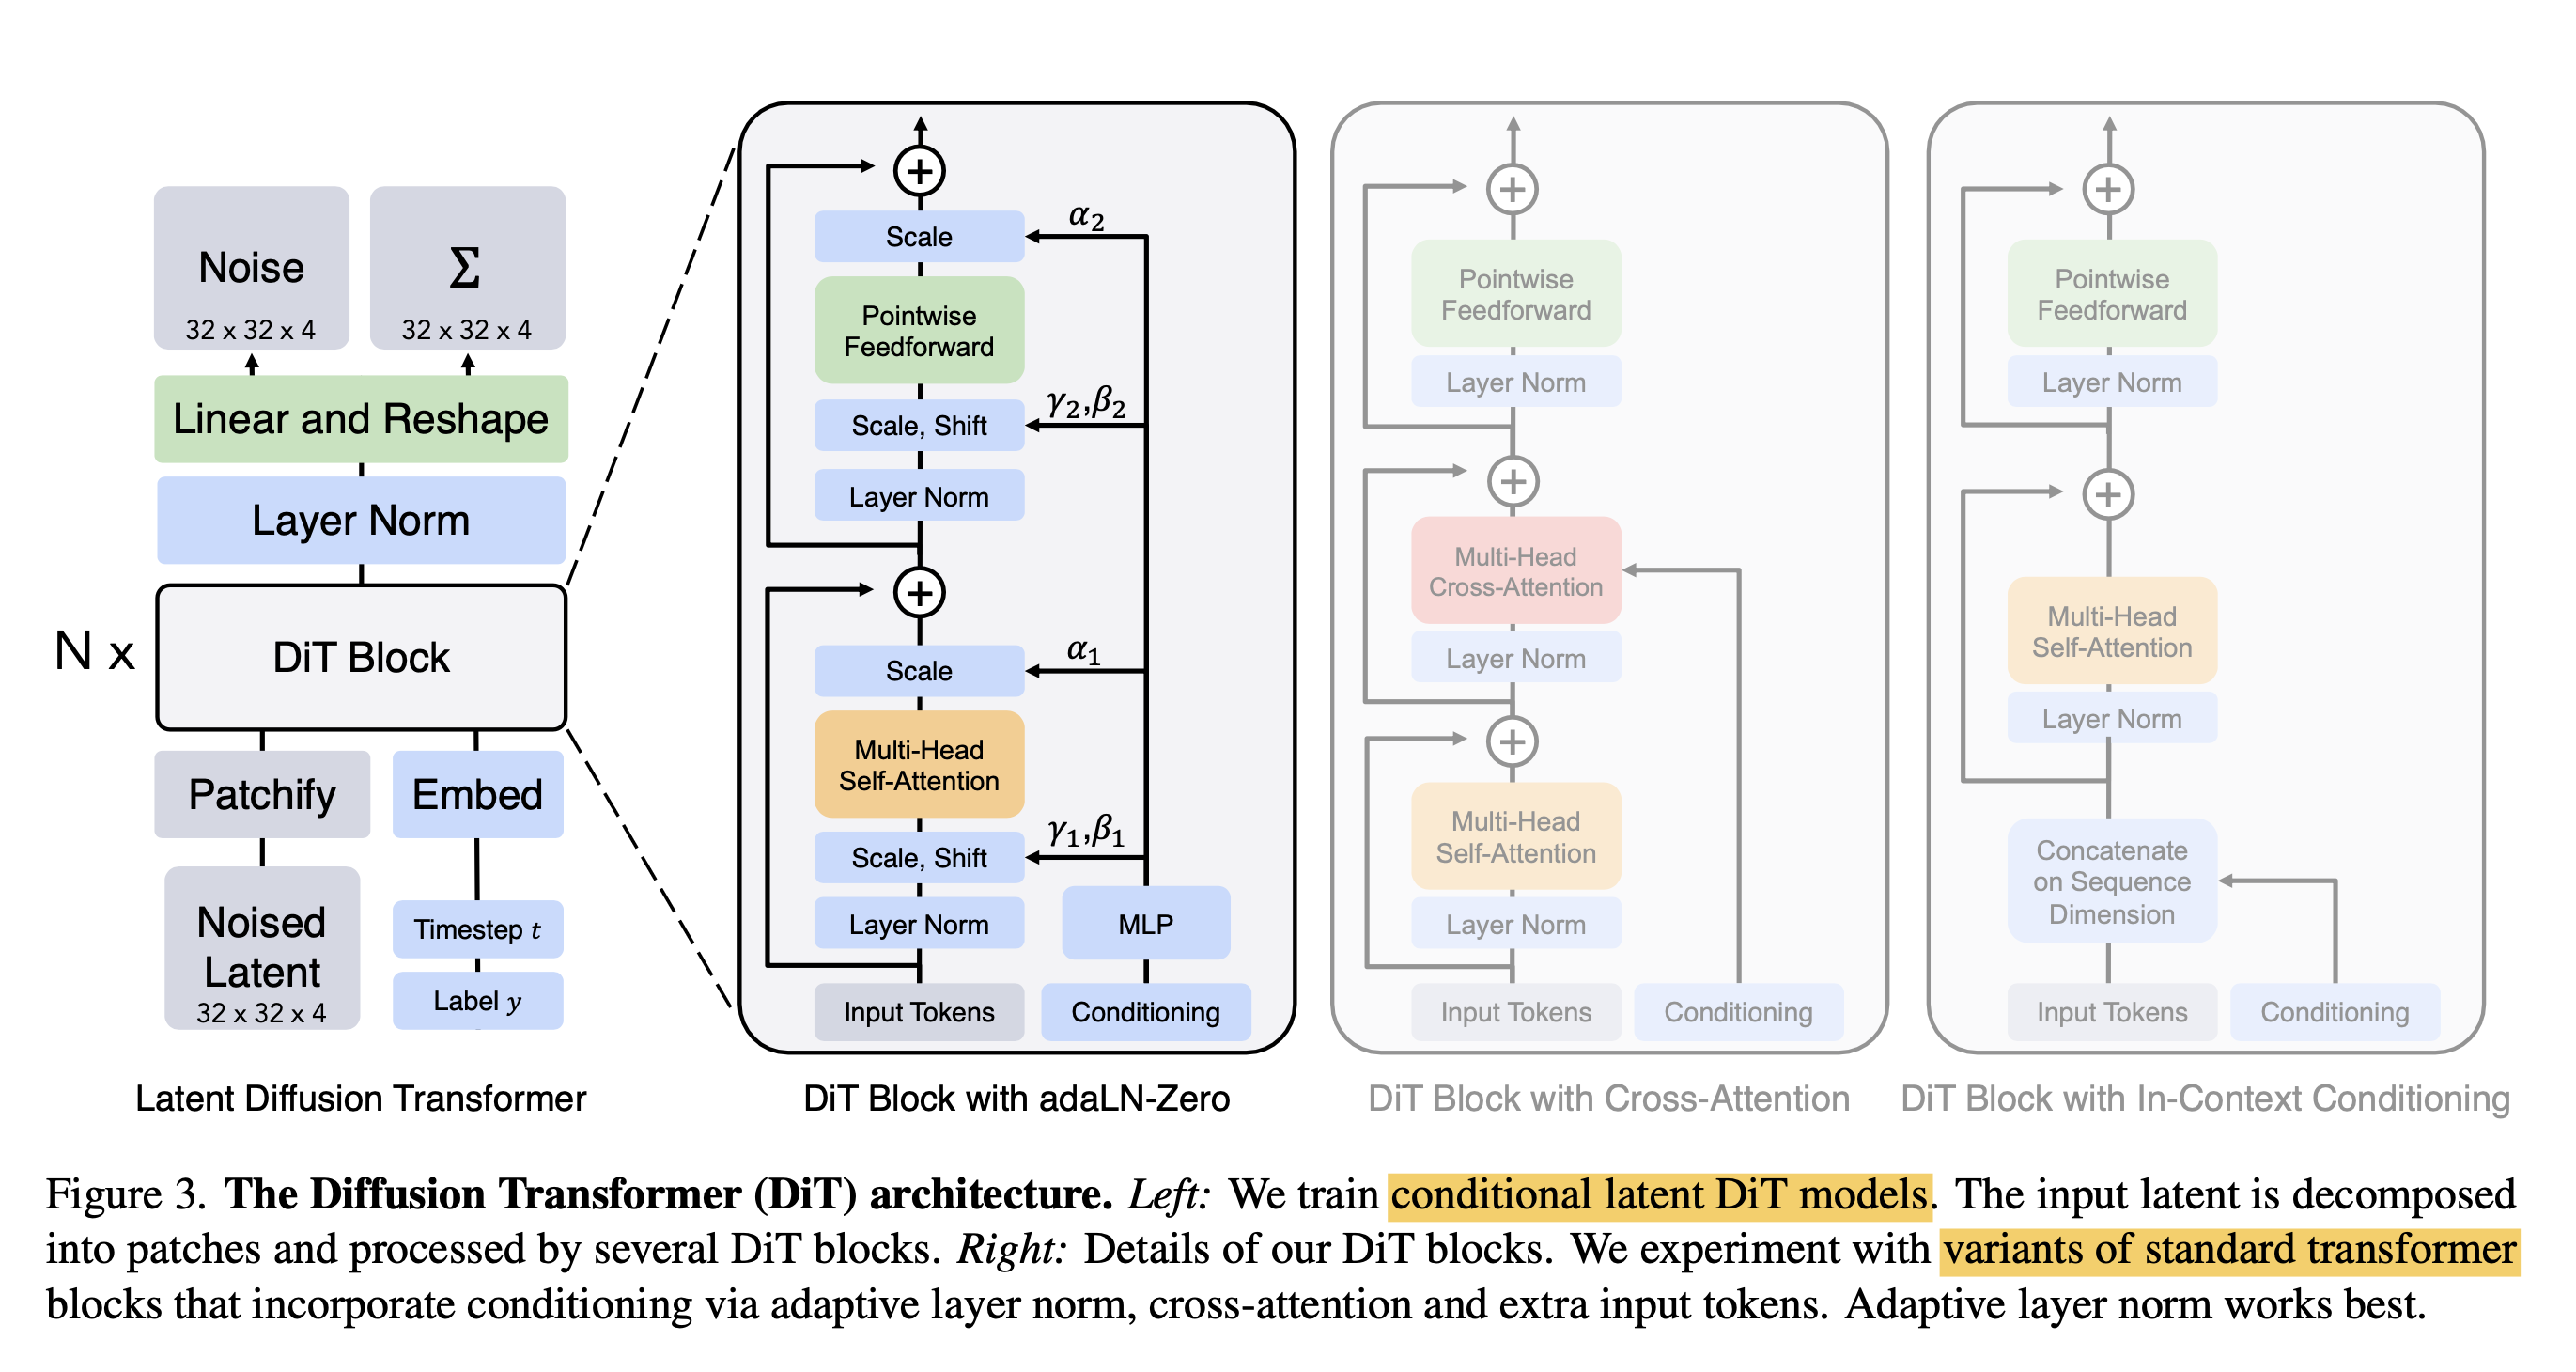 Noise
32 x 32 x 4
Σ
32 x 32 x 4
Linear and Reshape
Layer Norm
N x
DiT Block
Patchify
Embed
Noised
Latent
32 x 32 x 4
Timestep t
Label y
Latent Diffusion Transformer
+
Scale
α₂
Pointwise
Feedforward
Scale, Shift
γ₂,β₂
Layer Norm
+
Scale
α₁
Multi-Head
Self-Attention
Scale, Shift
γ₁,β₁
Layer Norm
MLP
Input Tokens
Conditioning
DiT Block with adaLN-Zero
+
Pointwise
Feedforward
Layer Norm
+
Multi-Head
Cross-Attention
Layer Norm
+
Multi-Head
Self-Attention
Layer Norm
Input Tokens
Conditioning
DiT Block with Cross-Attention
+
Pointwise
Feedforward
Layer Norm
+
Multi-Head
Self-Attention
Layer Norm
Concatenate
on Sequence
Dimension
Input Tokens
Conditioning
DiT Block with In-Context Conditioning
Figure 3. The Diffusion Transformer (DiT) architecture. Left: We train conditional latent DiT models. The input latent is decomposed
into patches and processed by several DiT blocks. Right: Details of our DiT blocks. We experiment with variants of standard transformer
blocks that incorporate conditioning via adaptive layer norm, cross-attention and extra input tokens. Adaptive layer norm works best.